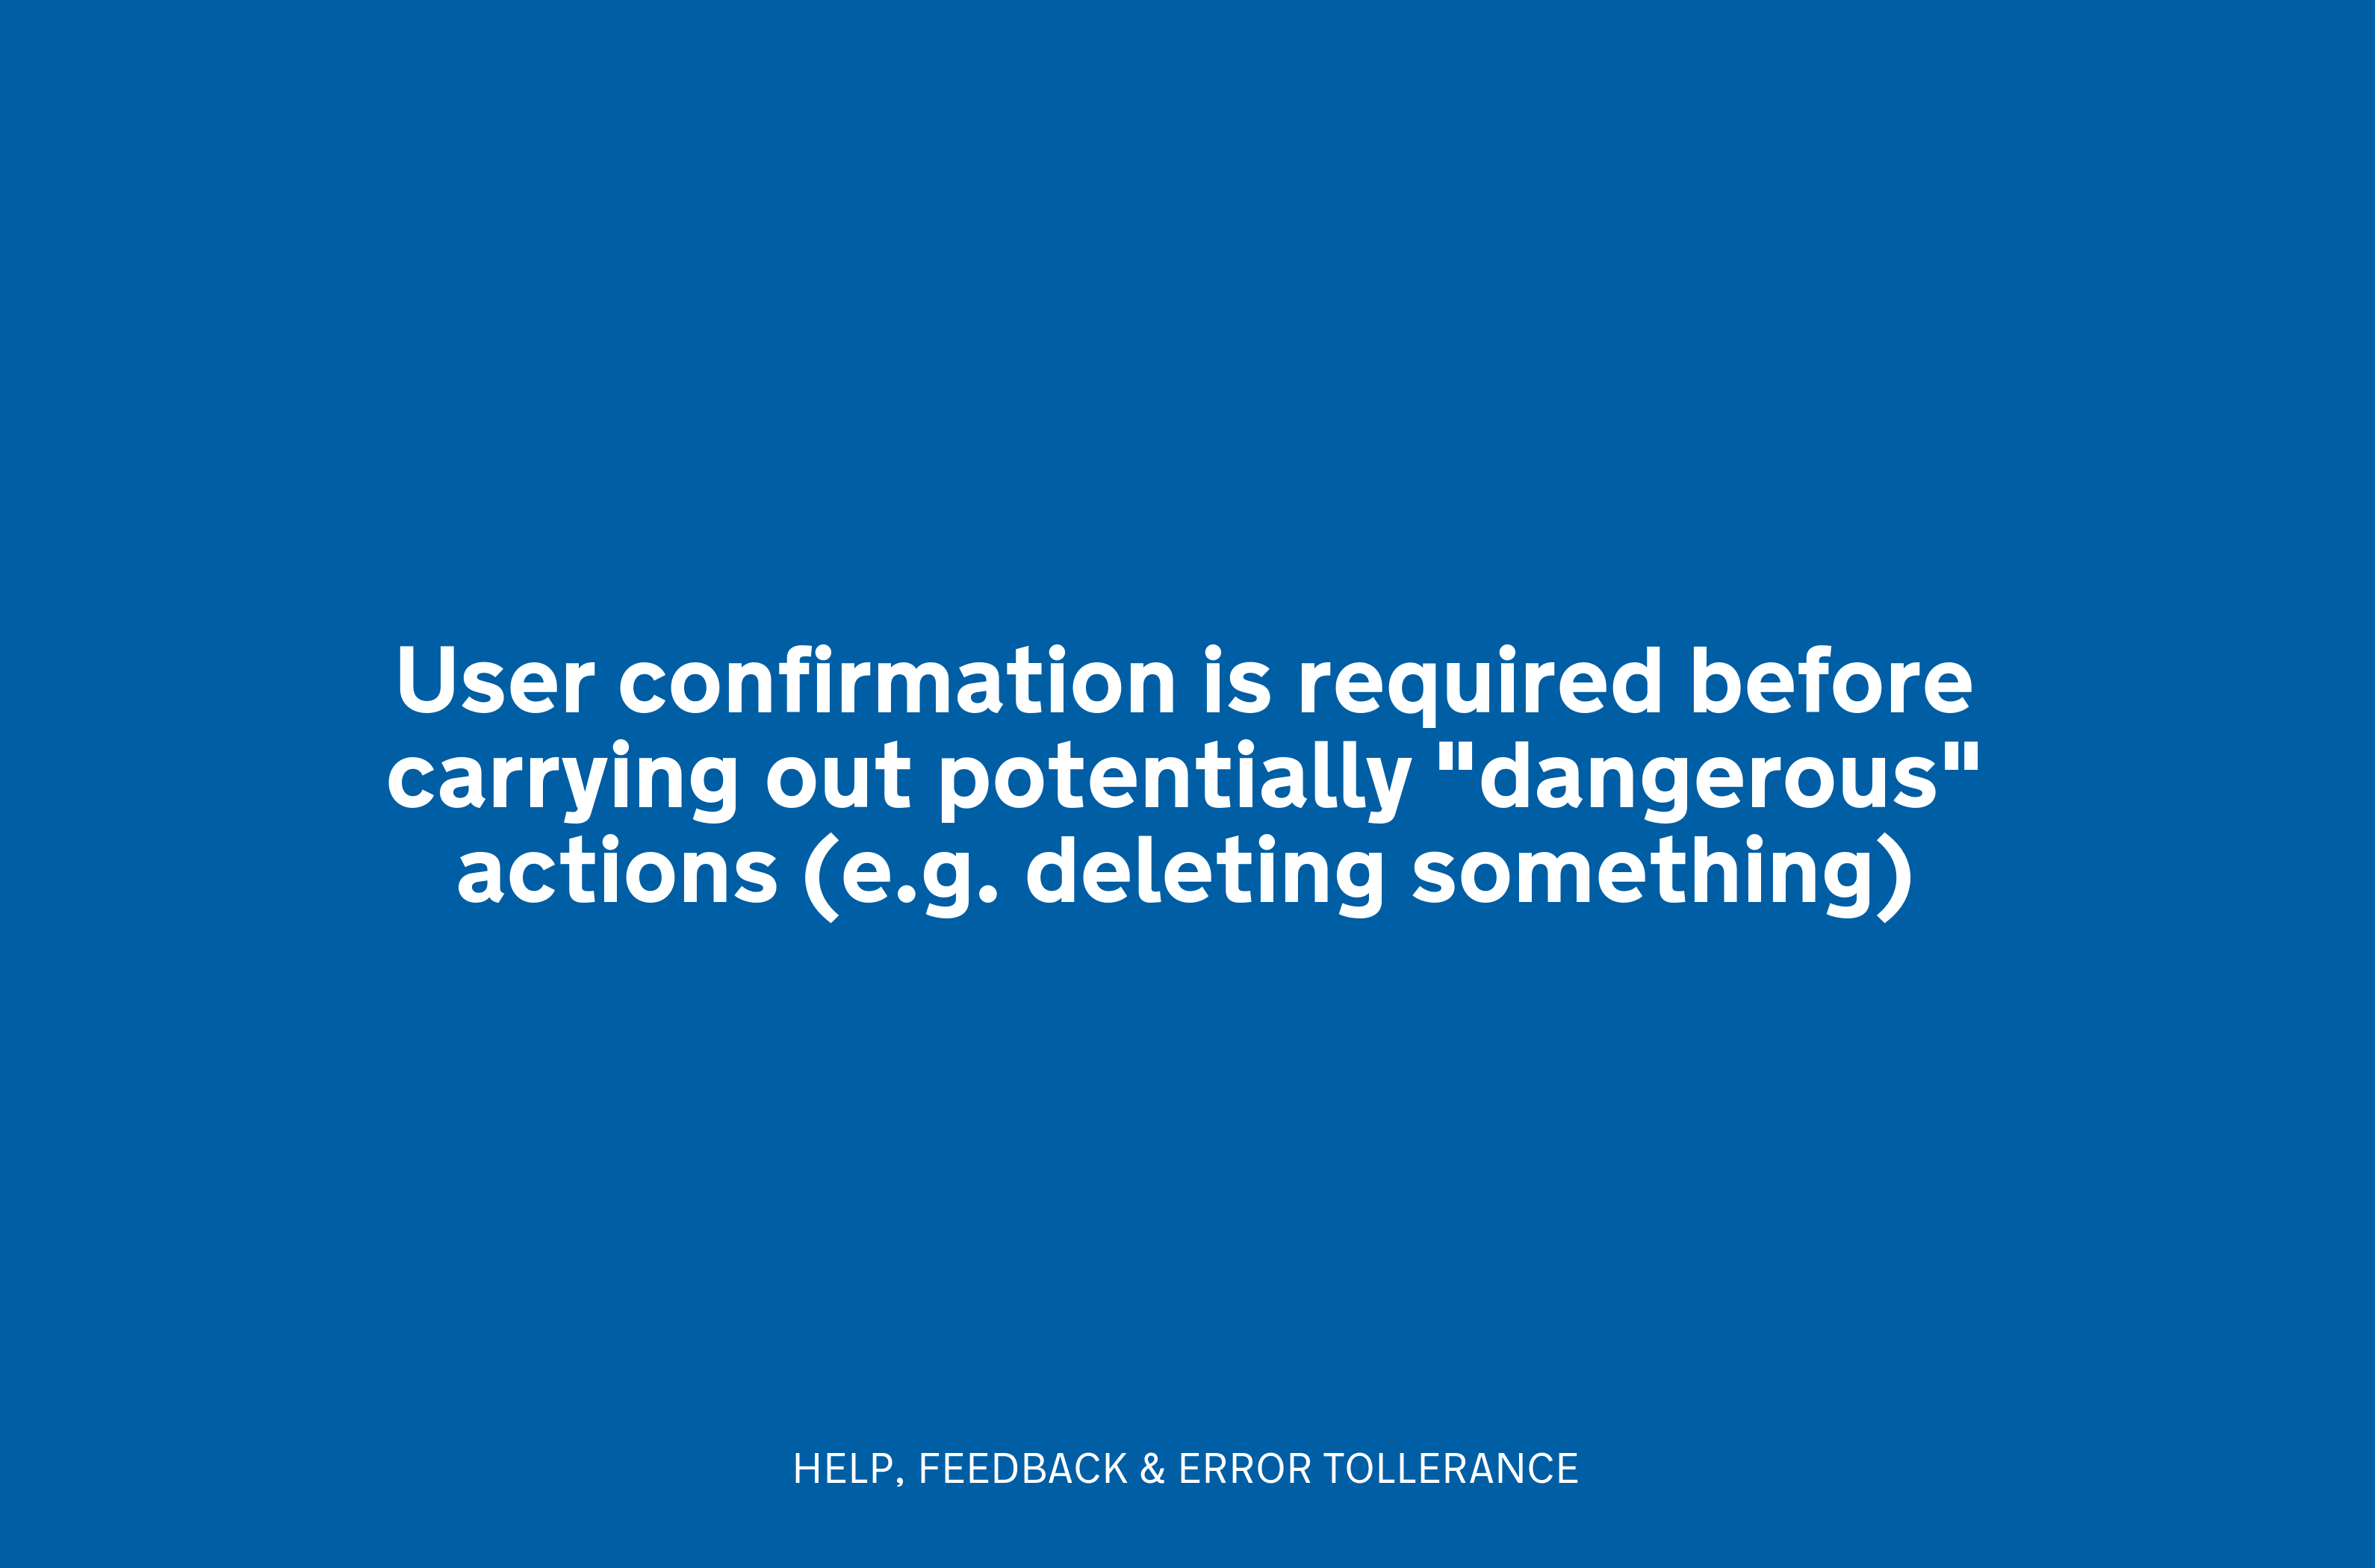 User confirmation is required before
carrying out potentially "dangerous"
actions (e.g. deleting something)
HELP, FEEDBACK & ERROR TOLLERANCE